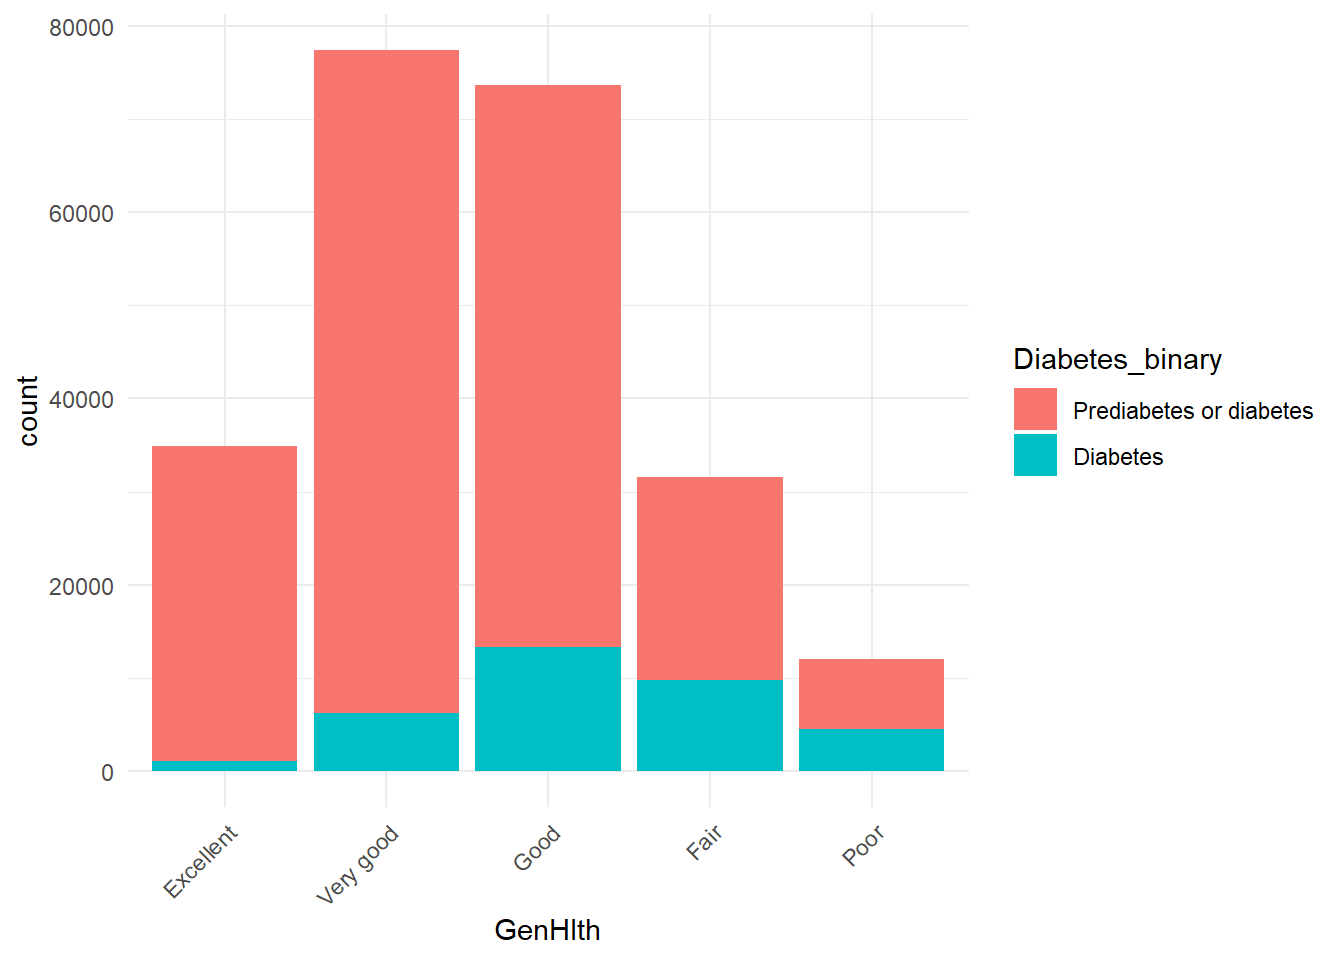 80000
60000
40000
20000
0
count
Excellent
Very good
Good
Fair
Poor
GenHlth
Diabetes_binary
Prediabetes or diabetes
Diabetes